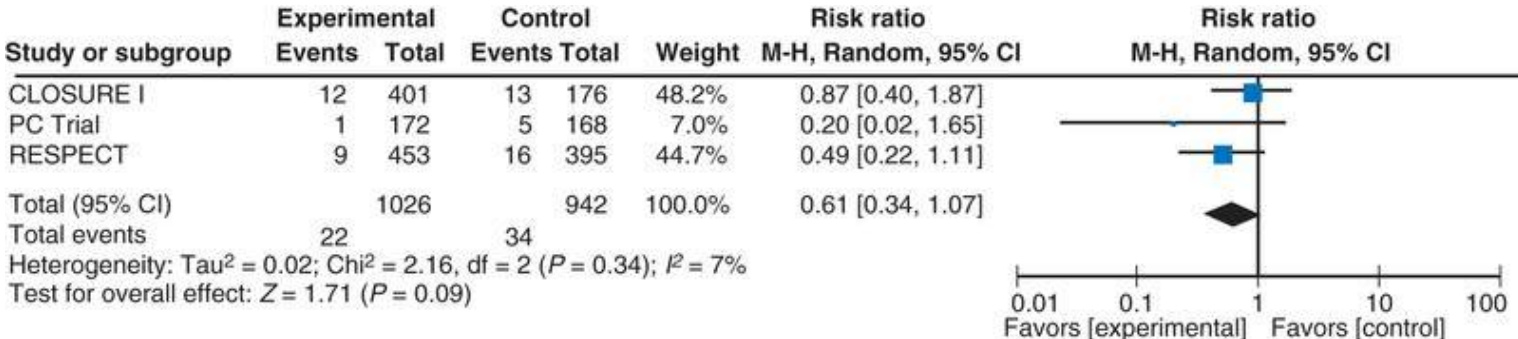 Experimental Control Risk ratio Risk ratio
Study or subgroup Events Total Events Total Weight M-H, Random, 95% CI M-H, Random, 95% CI
CLOSURE I 12 401 13 176 48.2% 0.87 [0.40, 1.87]
PC Trial 1 172 5 168 7.0% 0.20 [0.02, 1.65]
RESPECT 9 453 16 395 44.7% 0.49 [0.22, 1.11]
Total (95% CI) 1026 942 100.0% 0.61 [0.34, 1.07]
Total events 22 34
Heterogeneity: Tau² = 0.02; Chi² = 2.16, df = 2 (P = 0.34); I² = 7%
Test for overall effect: Z = 1.71 (P = 0.09)
0.01 0.1 1 10 100
Favors [experimental] Favors [control]